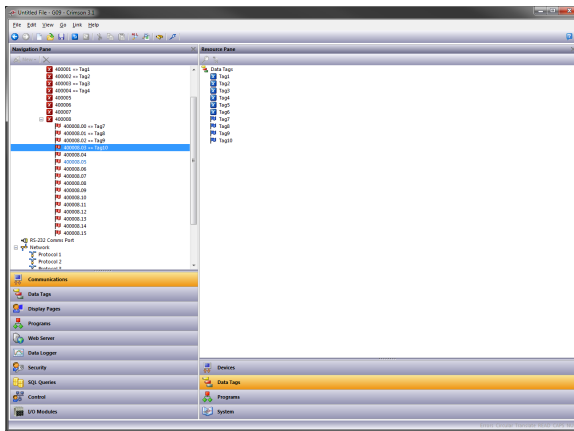 Untitled File - G09 - Crimson 3.1
File Edit View Go Link Help
Navigation Pane
Resource Pane
400001 == Tag1
400002 == Tag2
400003 == Tag3
400004 == Tag4
400005
400006
400007
400008
400008.00 == Tag7
400008.01 == Tag8
400008.02 == Tag9
400008.03 == Tag10
400008.04
400008.05
400008.06
400008.07
400008.08
400008.09
400008.10
400008.11
400008.12
400008.13
400008.14
400008.15
RS-232 Comms Port
Network
Protocol 1
Protocol 2
Communications
Data Tags
Display Pages
Programs
Web Server
Data Logger
Security
SQL Queries
Control
I/O Modules
Data Tags
Tag1
Tag2
Tag3
Tag4
Tag5
Tag6
Tag7
Tag8
Tag9
Tag10
Devices
Data Tags
Programs
System